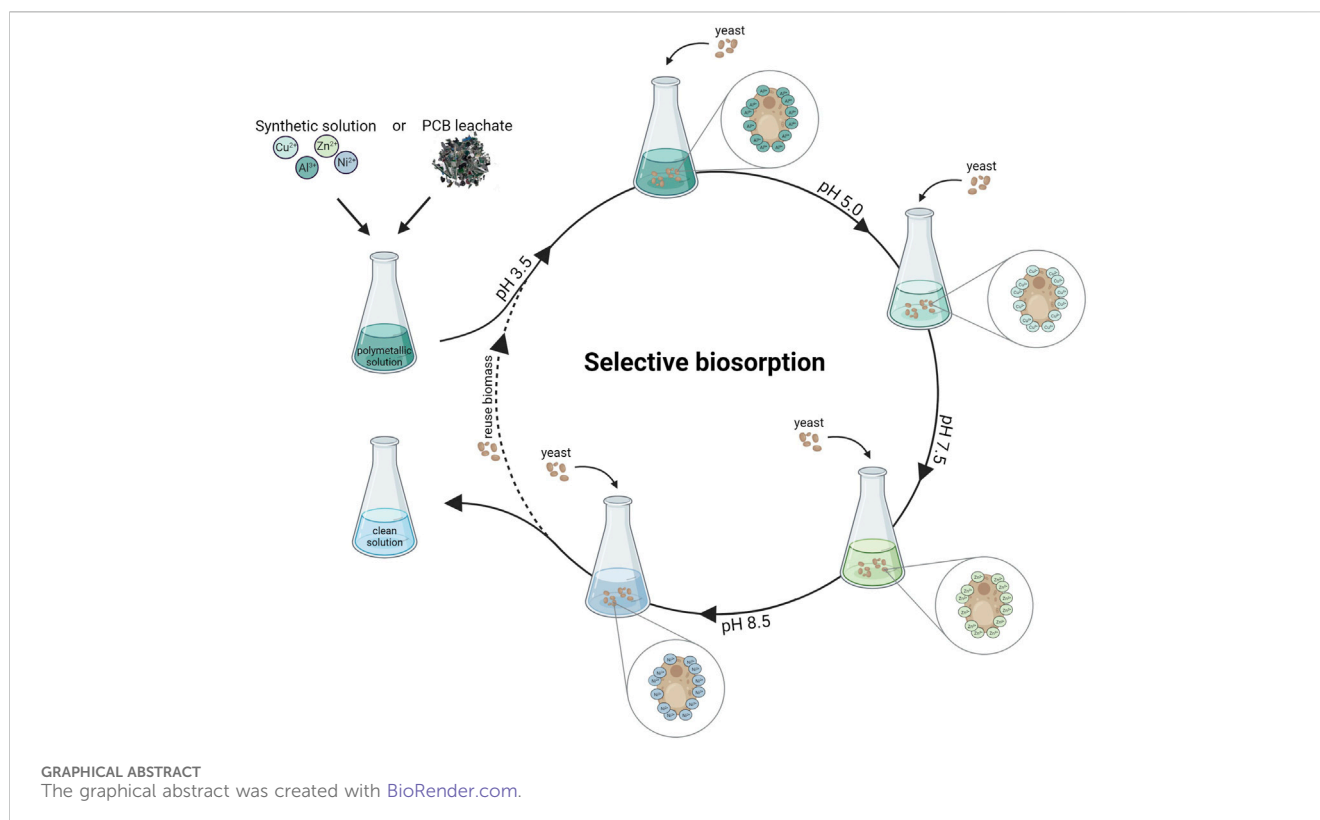 yeast
Synthetic solution or PCB leachate
Cu²⁺
Zn²⁺
Al³⁺
Ni²⁺
polymetallic
solution
pH 3.5
yeast
pH 5.0
yeast
Selective biosorption
pH 7.5
yeast
pH 8.5
reuse biomass
yeast
clean
solution
GRAPHICAL ABSTRACT
The graphical abstract was created with BioRender.com.